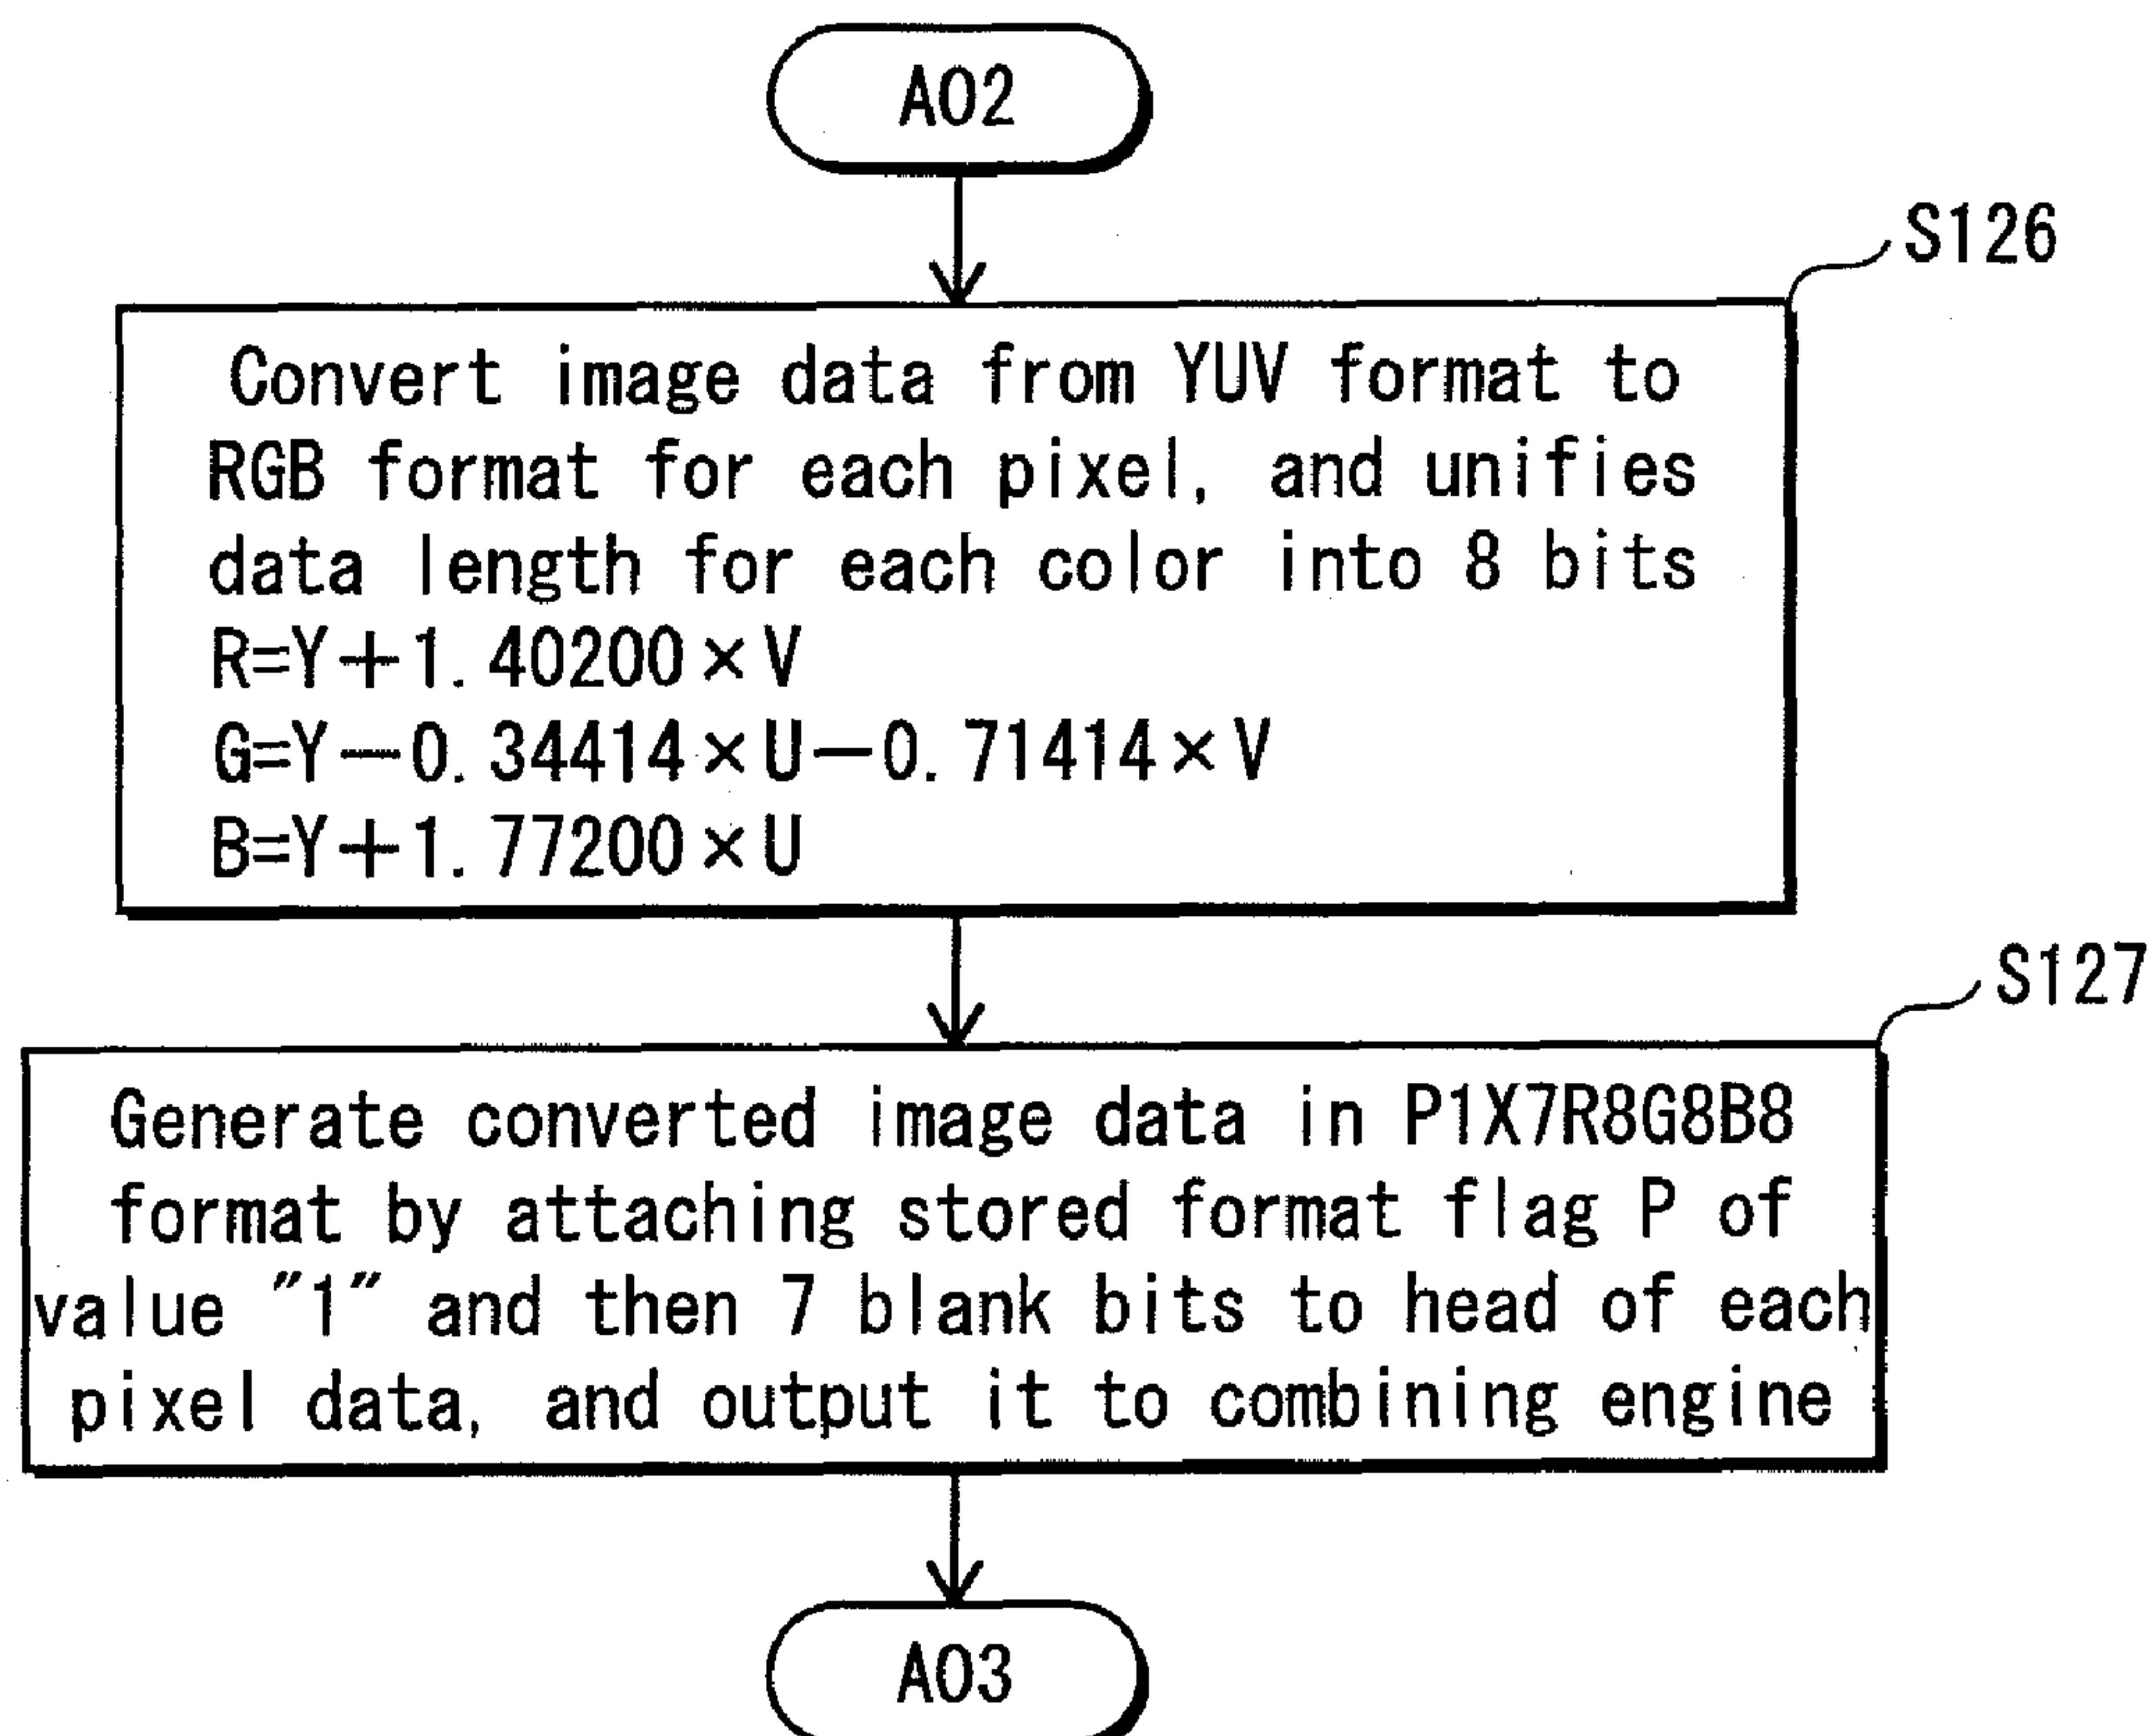 A02
S126
Convert image data from YUV format to
RGB format for each pixel, and unifies
data length for each color into 8 bits
R=Y+1.40200×V
G=Y−0.34414×U−0.71414×V
B=Y+1.77200×U
S127
Generate converted image data in P1X7R8G8B8
format by attaching stored format flag P of
value "1" and then 7 blank bits to head of each
pixel data, and output it to combining engine
A03